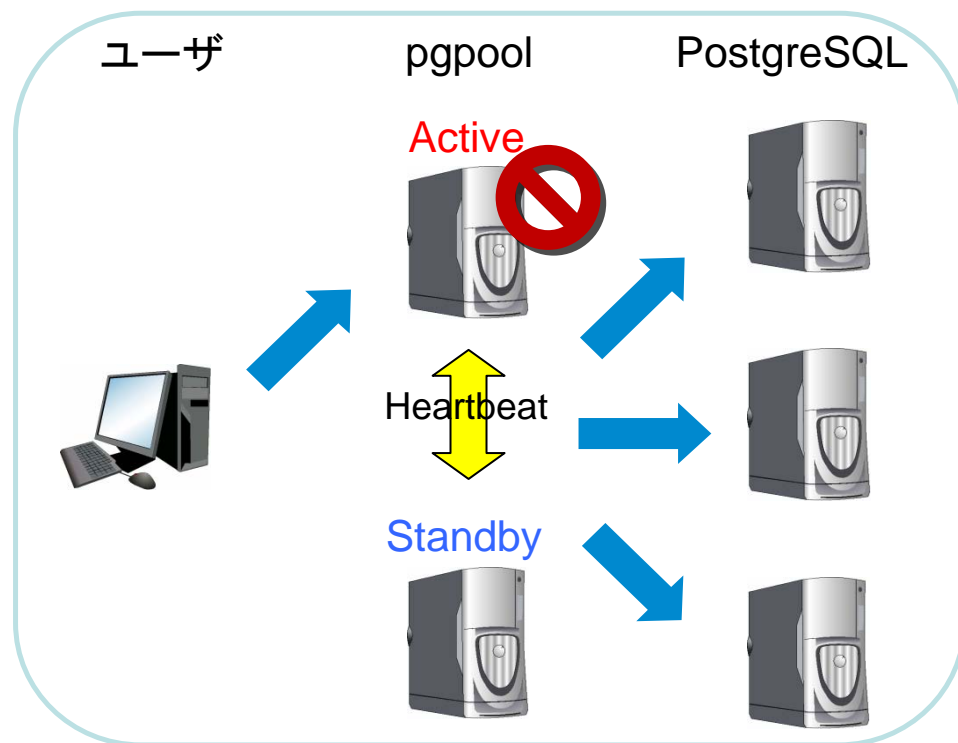 ユーザ pgpool PostgreSQL
Active
Heartbeat
Standby